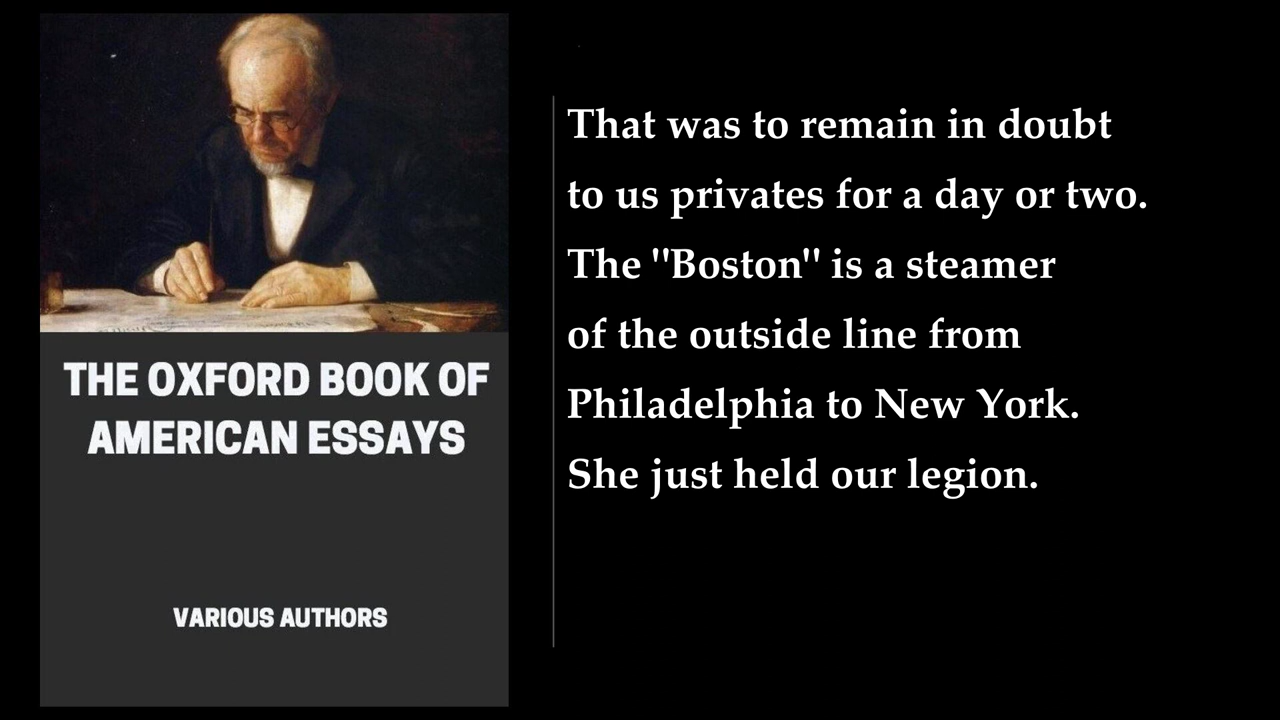 THE OXFORD BOOK OF
AMERICAN ESSAYS
VARIOUS AUTHORS
That was to remain in doubt
to us privates for a day or two.
The "Boston" is a steamer
of the outside line from
Philadelphia to New York.
She just held our legion.